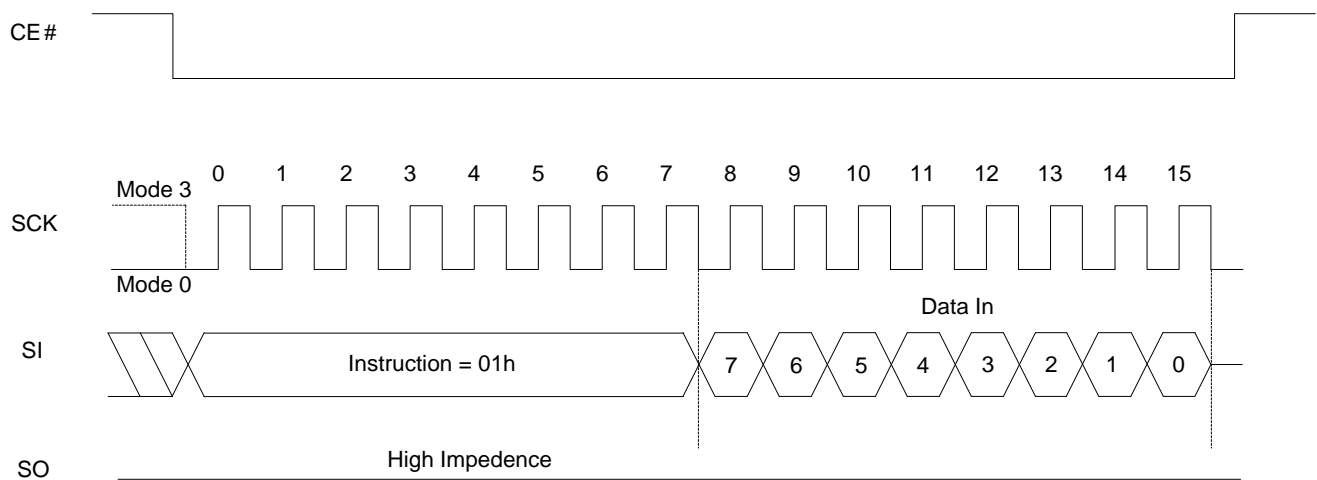 CE#
0 1 2 3 4 5 6 7 8 9 10 11 12 13 14 15
Mode 3
SCK
Mode 0
Data In
SI
Instruction = 01h
7 6 5 4 3 2 1 0
High Impedence
SO